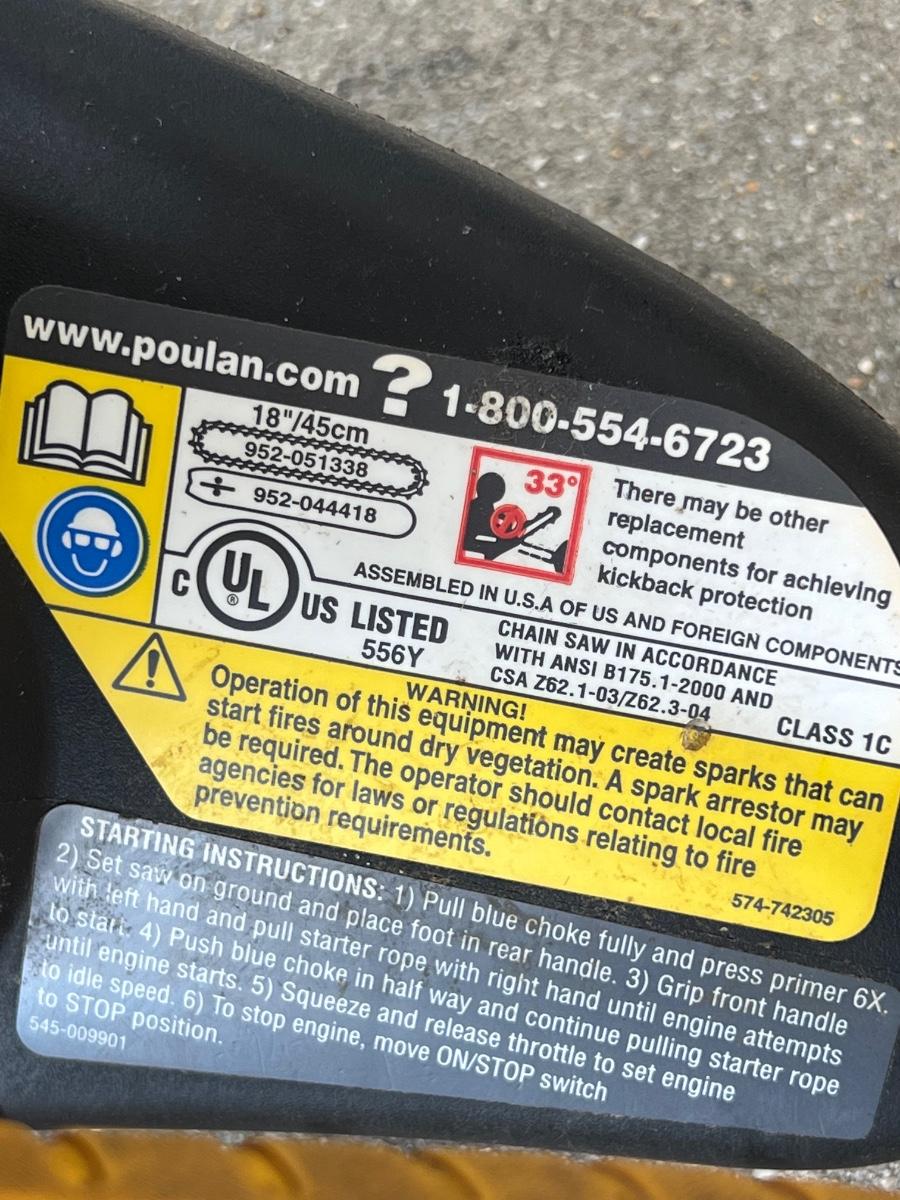 www.poulan.com ? 1-800-554-6723
18"/45cm
952-051338
952-044418
33°
There may be other
replacement
components for achieving
kickback protection
C UL ® US LISTED
556Y
ASSEMBLED IN U.S.A OF US AND FOREIGN COMPONENTS
CHAIN SAW IN ACCORDANCE
WITH ANSI B175.1-2000 AND
CSA Z62.1-03/Z62.3-04
CLASS 1C
WARNING!
Operation of this equipment may create sparks that can
start fires around dry vegetation. A spark arrestor may
be required. The operator should contact local fire
agencies for laws or regulations relating to fire
prevention requirements.
574-742305
STARTING INSTRUCTIONS: 1) Pull blue choke fully and press primer 6X.
2) Set saw on ground and place foot in rear handle. 3) Grip front handle
with left hand and pull starter rope with right hand until engine attempts
to start. 4) Push blue choke in half way and continue pulling starter rope
until engine starts. 5) Squeeze and release throttle to set engine
to idle speed. 6) To stop engine, move ON/STOP switch
to STOP position.
545-009901